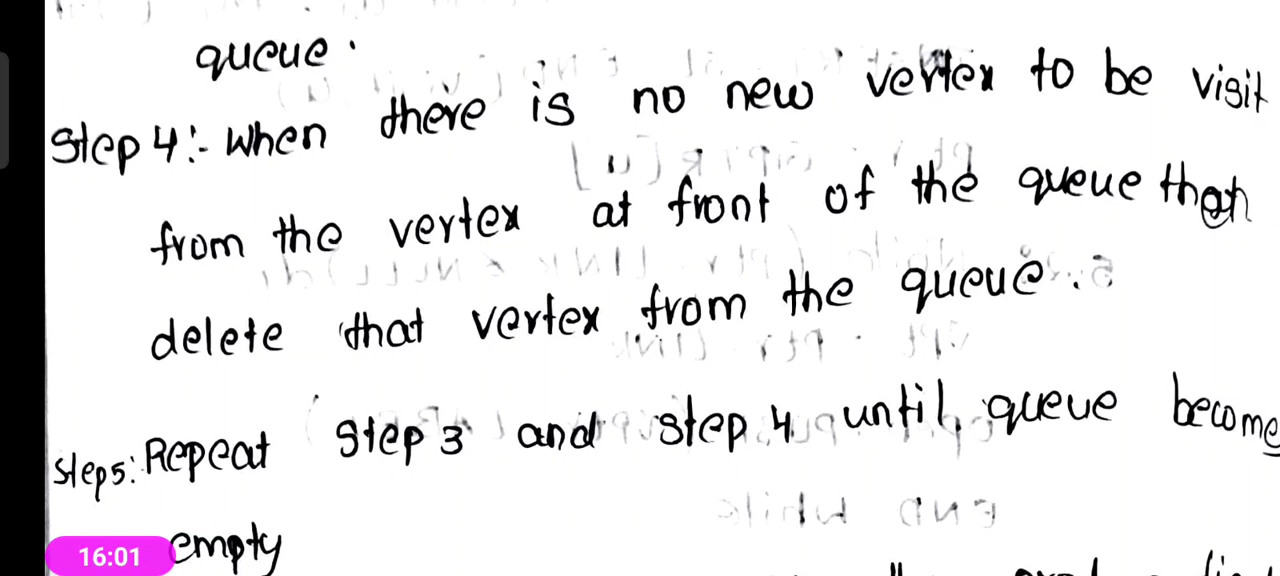 queue.
Step 4:- When there is no new vertex to be visit
from the vertex at front of the queue then
delete that vertex from the queue.
Step5: Repeat step 3 and step 4 until queue become
empty
16:01